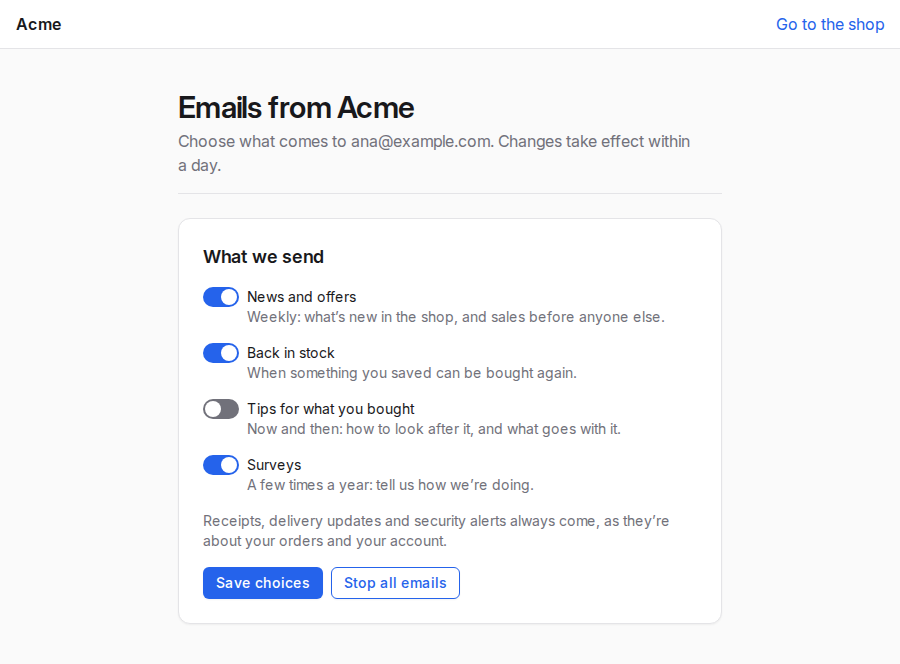 Acme
Go to the shop
Emails from Acme
Choose what comes to ana@example.com. Changes take effect within
a day.
What we send
News and offers
Weekly: what’s new in the shop, and sales before anyone else.
Back in stock
When something you saved can be bought again.
Tips for what you bought
Now and then: how to look after it, and what goes with it.
Surveys
A few times a year: tell us how we’re doing.
Receipts, delivery updates and security alerts always come, as they’re
about your orders and your account.
Save choices
Stop all emails